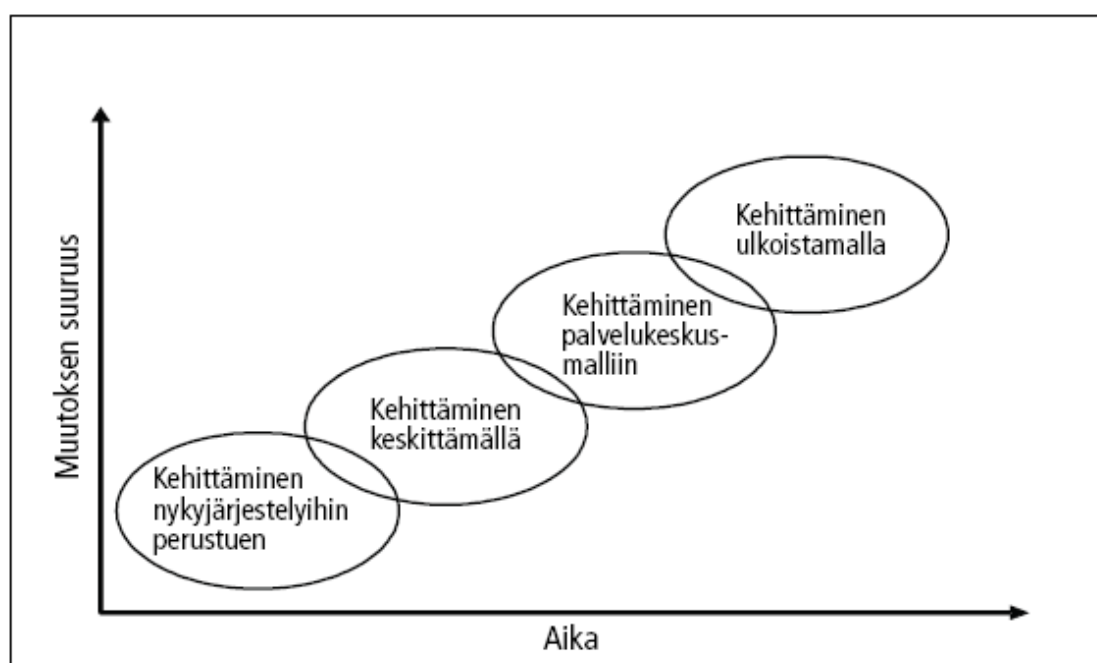 Muutoksen suuruus
Kehittäminen
ulkoistamalla
Kehittäminen
palvelukeskus-
malliin
Kehittäminen
keskittämällä
Kehittäminen
nykyjärjestelyihin
perustuen
Aika